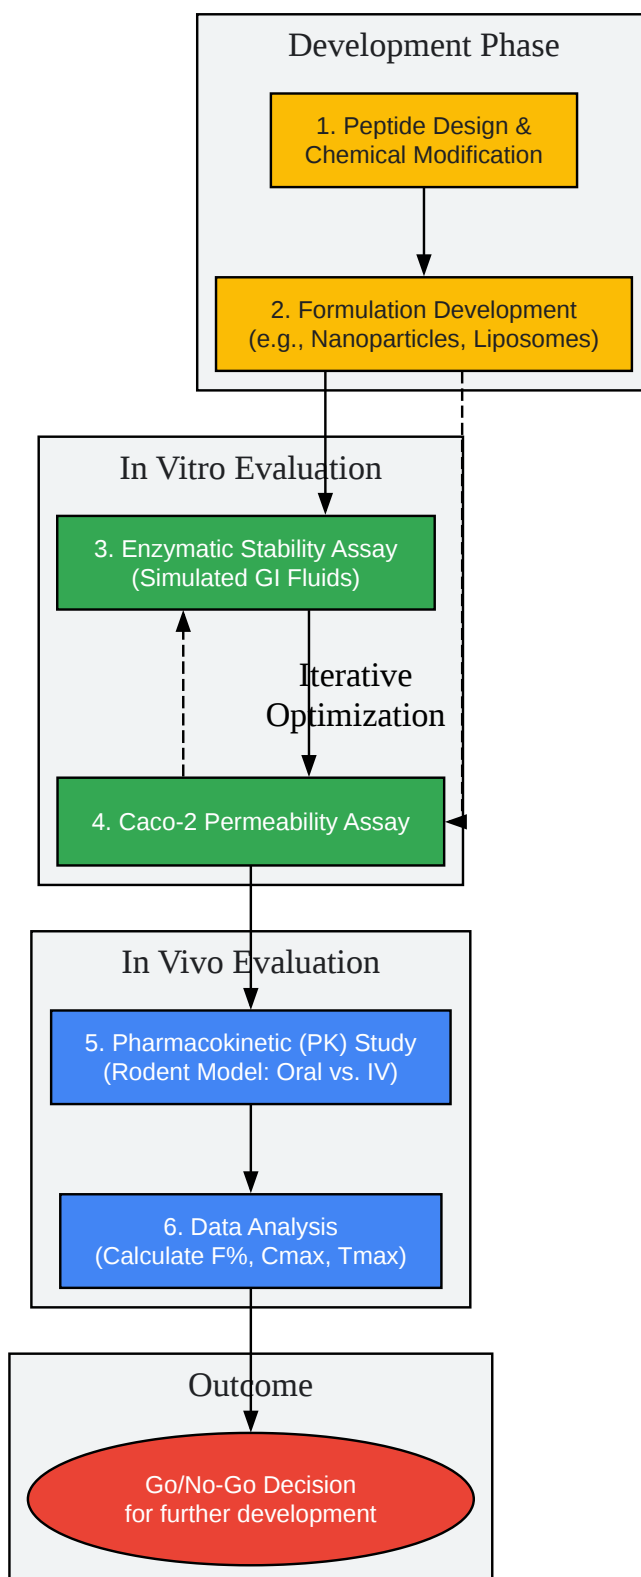 Development Phase
1. Peptide Design &
Chemical Modification
2. Formulation Development
(e.g., Nanoparticles, Liposomes)
In Vitro Evaluation
3. Enzymatic Stability Assay
(Simulated GI Fluids)
Iterative
Optimization
4. Caco-2 Permeability Assay
In Vivo Evaluation
5. Pharmacokinetic (PK) Study
(Rodent Model: Oral vs. IV)
6. Data Analysis
(Calculate F%, Cmax, Tmax)
Outcome
Go/No-Go Decision
for further development